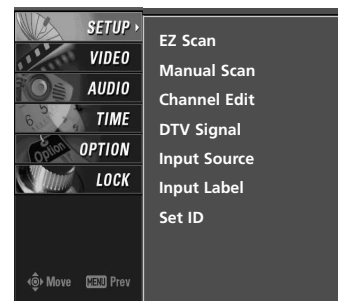 SETUP
VIDEO
AUDIO
TIME
OPTION
LOCK
Move MENU Prev
EZ Scan
Manual Scan
Channel Edit
DTV Signal
Input Source
Input Label
Set ID